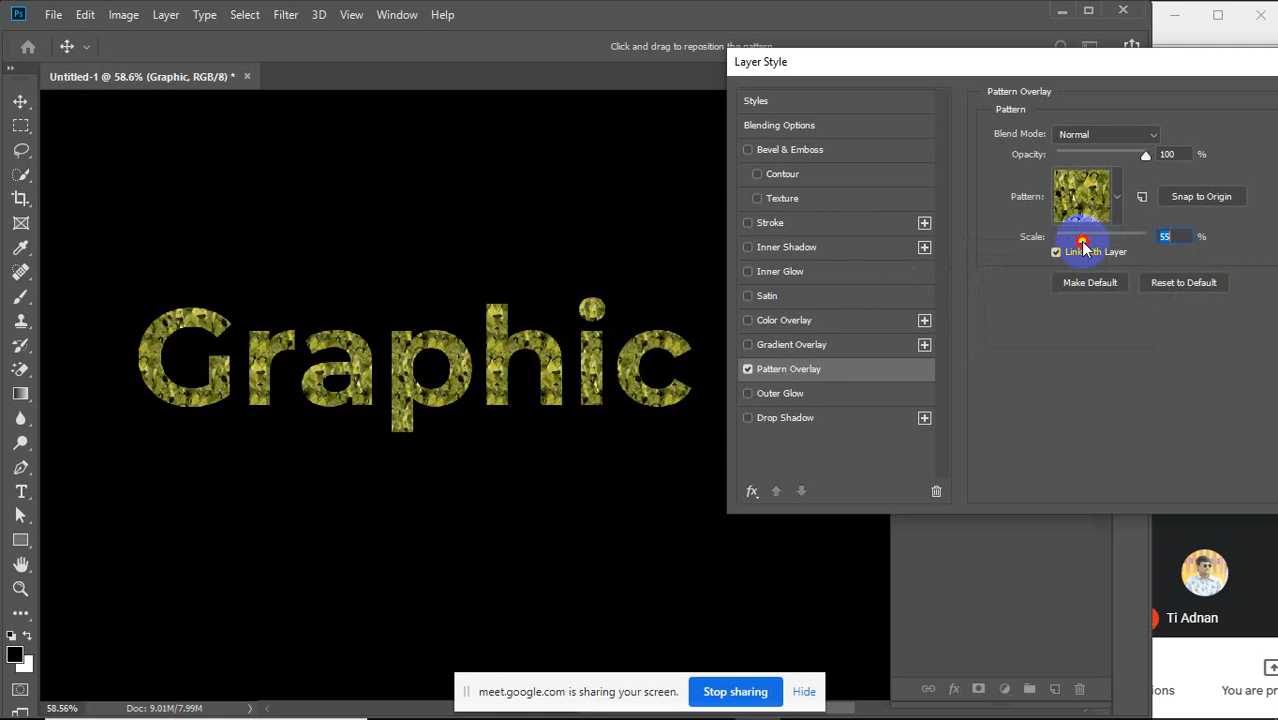 Ps File Edit Image Layer Type Select Filter 3D View Window Help
Click and drag to reposition the pattern.
Untitled-1 @ 58.6% (Graphic, RGB/8) * ×
Layer Style
Styles
Blending Options
Bevel & Emboss
Contour
Texture
Stroke
Inner Shadow
Inner Glow
Satin
Color Overlay
Gradient Overlay
Pattern Overlay
Outer Glow
Drop Shadow
fx
Pattern Overlay
Pattern
Blend Mode: Normal
Opacity: 100 %
Pattern: Snap to Origin
Scale: 55 %
Layer
Make Default Reset to Default
Graphic
Ti Adnan
meet.google.com is sharing your screen. Stop sharing Hide
fx
ions You are pr
58.56% Doc: 9.01M/7.99M